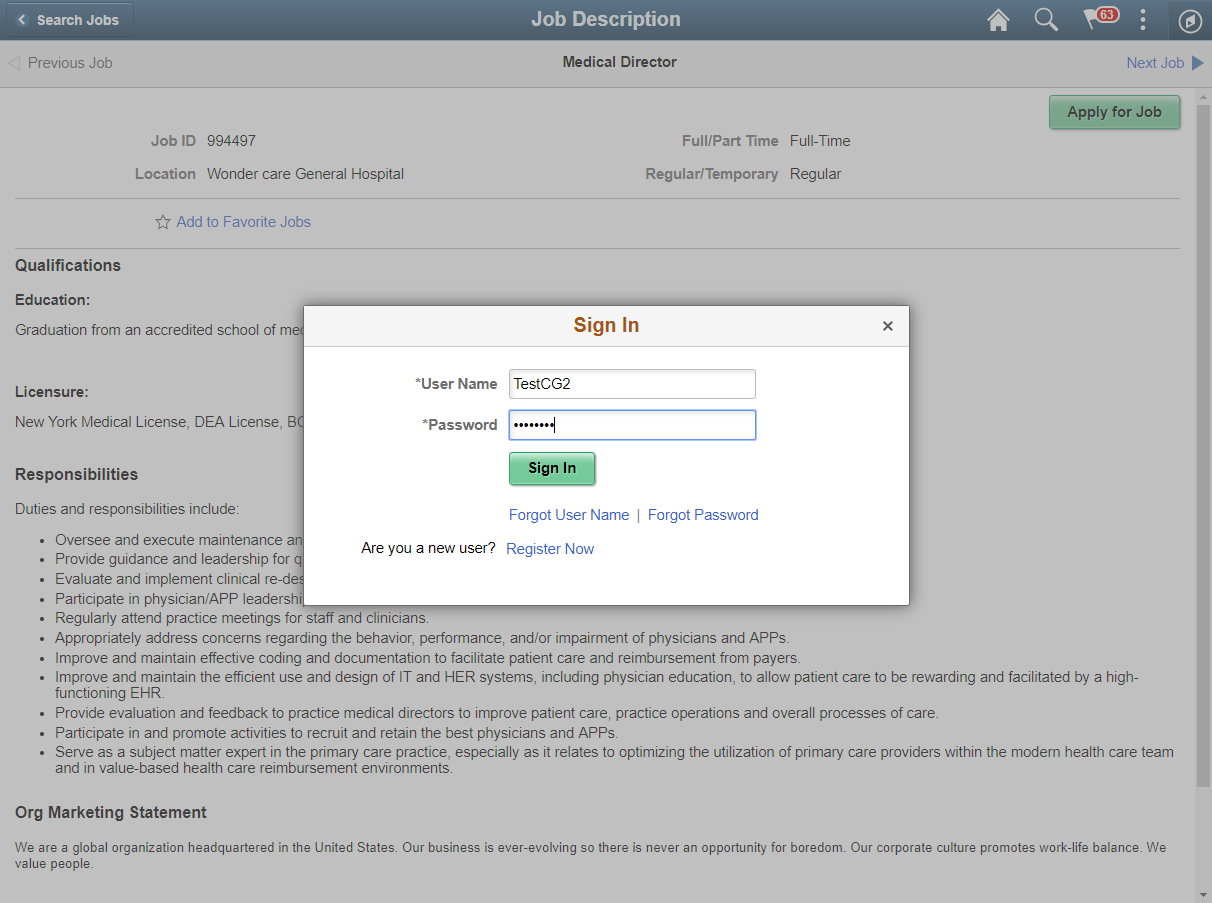 Search Jobs
Job Description
63
Previous Job
Medical Director
Next Job
Apply for Job
Job ID 994497
Full/Part Time Full-Time
Location Wonder care General Hospital
Regular/Temporary Regular
Add to Favorite Jobs
Qualifications
Education:
Graduation from an accredited school of
Licensure:
New York Medical License, DEA License,
Sign In
×
*User Name TestCG2
*Password ••••••••
Sign In
Forgot User Name | Forgot Password
Are you a new user? Register Now
Responsibilities
Duties and responsibilities include:
• Oversee and execute maintenance
• Provide guidance and leadership for
• Evaluate and implement clinical
• Participate in physician/APP
• Regularly attend practice meetings for staff and clinicians.
• Appropriately address concerns regarding the behavior, performance, and/or impairment of physicians and APPs.
• Improve and maintain effective coding and documentation to facilitate patient care and reimbursement from payers.
• Improve and maintain the efficient use and design of IT and HER systems, including physician education, to allow patient care to be rewarding and facilitated by a high-
functioning EHR.
• Provide evaluation and feedback to practice medical directors to improve patient care, practice operations and overall processes of care.
• Participate in and promote activities to recruit and retain the best physicians and APPs.
• Serve as a subject matter expert in the primary care practice, especially as it relates to optimizing the utilization of primary care providers within the modern health care team
and in value-based health care reimbursement environments.
Org Marketing Statement
We are a global organization headquartered in the United States. Our business is ever-evolving so there is never an opportunity for boredom. Our corporate culture promotes work-life balance. We
value people.